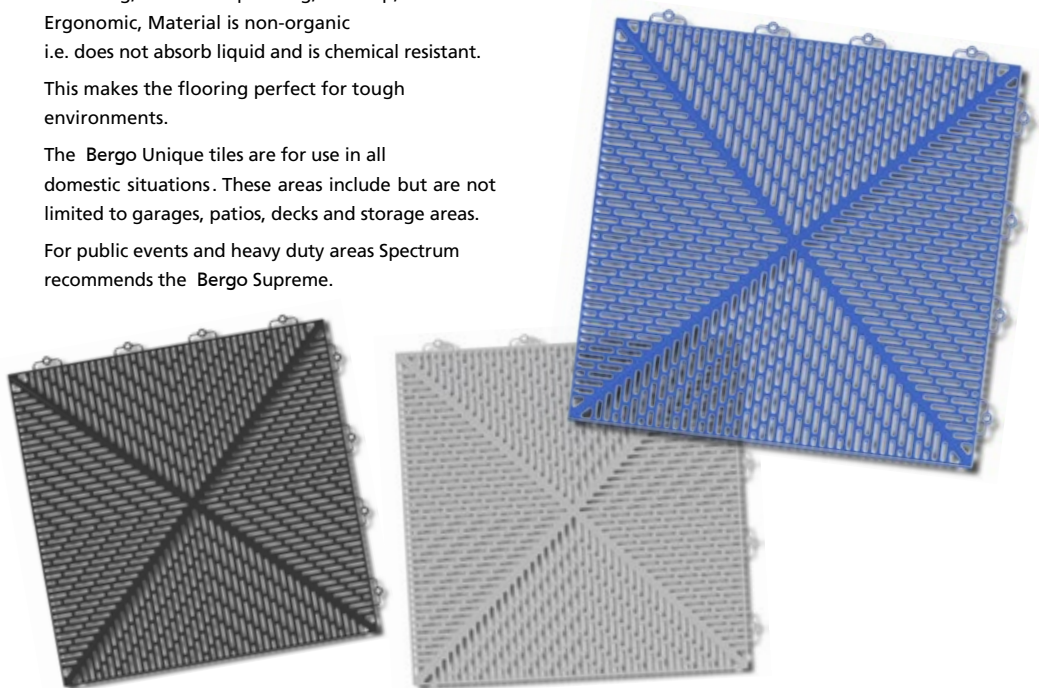 Ergonomic, Material is non-organic
i.e. does not absorb liquid and is chemical resistant.
This makes the flooring perfect for tough
environments.
The Bergo Unique tiles are for use in all
domestic situations. These areas include but are not
limited to garages, patios, decks and storage areas.
For public events and heavy duty areas Spectrum
recommends the Bergo Supreme.